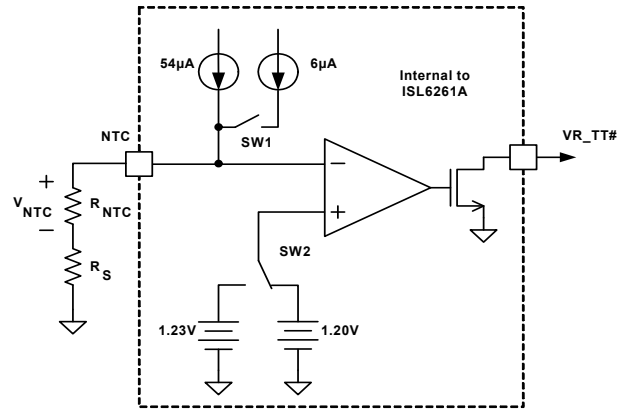 54µA
6µA
Internal to
ISL6261A
NTC
SW1
VR_TT#
+
V NTC
−
R NTC
R S
−
+
SW2
1.23V
1.20V